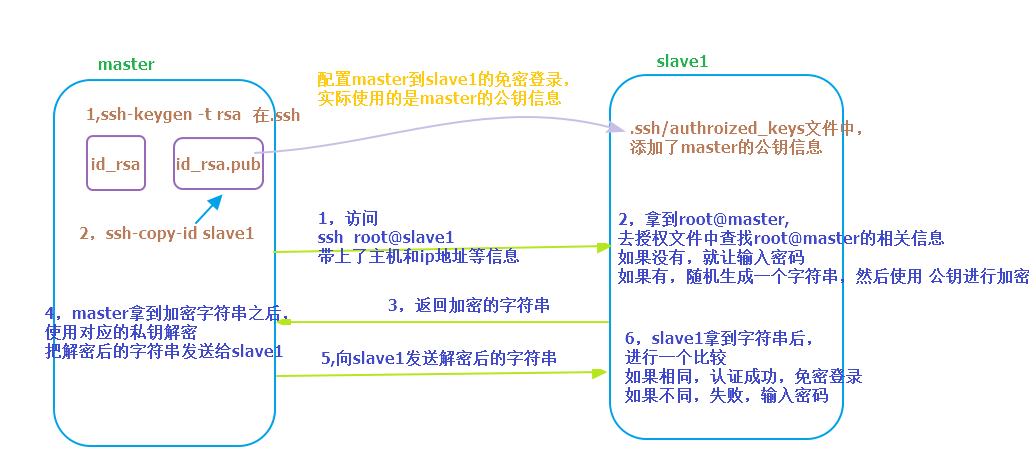 master
slave1
配置master到slave1的免密登录，
实际使用的是master的公钥信息
1,ssh-keygen -t rsa 在.ssh
id_rsa
id_rsa.pub
.ssh/authroized_keys文件中，
添加了master的公钥信息
2，ssh-copy-id slave1
1，访问
ssh root@slave1
带上了主机和ip地址等信息
2，拿到root@master,
去授权文件中查找root@master的相关信息
如果没有，就让输入密码
如果有，随机生成一个字符串，然后使用 公钥进行加密
3，返回加密的字符串
4，master拿到加密字符串之后，
使用对应的私钥解密
把解密后的字符串发送给slave1
5,向slave1发送解密后的字符串
6，slave1拿到字符串后，
进行一个比较
如果相同，认证成功，免密登录
如果不同，失败，输入密码